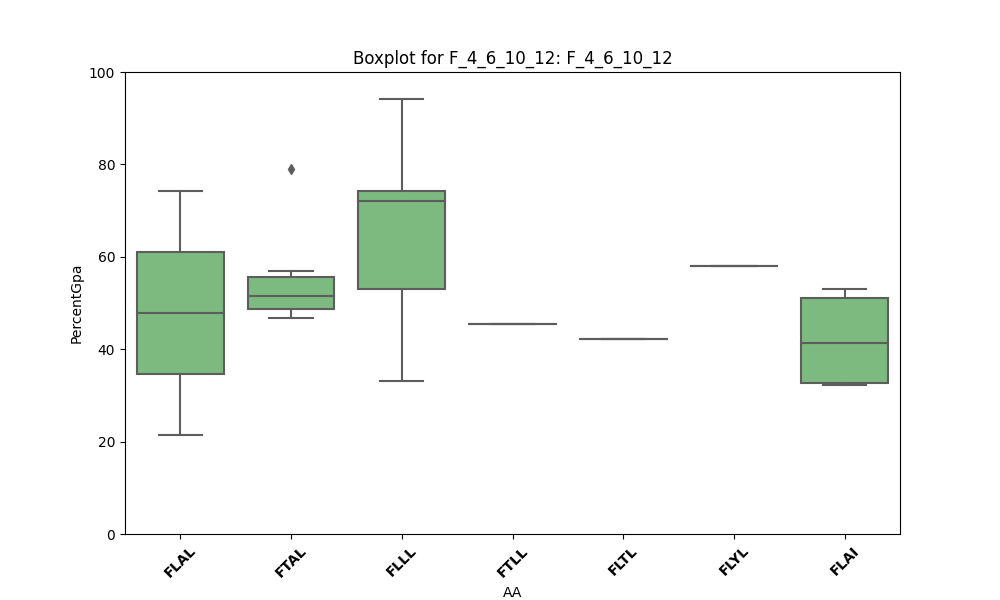 Boxplot for F_4_6_10_12: F_4_6_10_12
100
80
60
40
20
0
PercentGpa
FLAL
FTAL
FLLL
FTLL
FLTL
FLYL
FLAI
AA